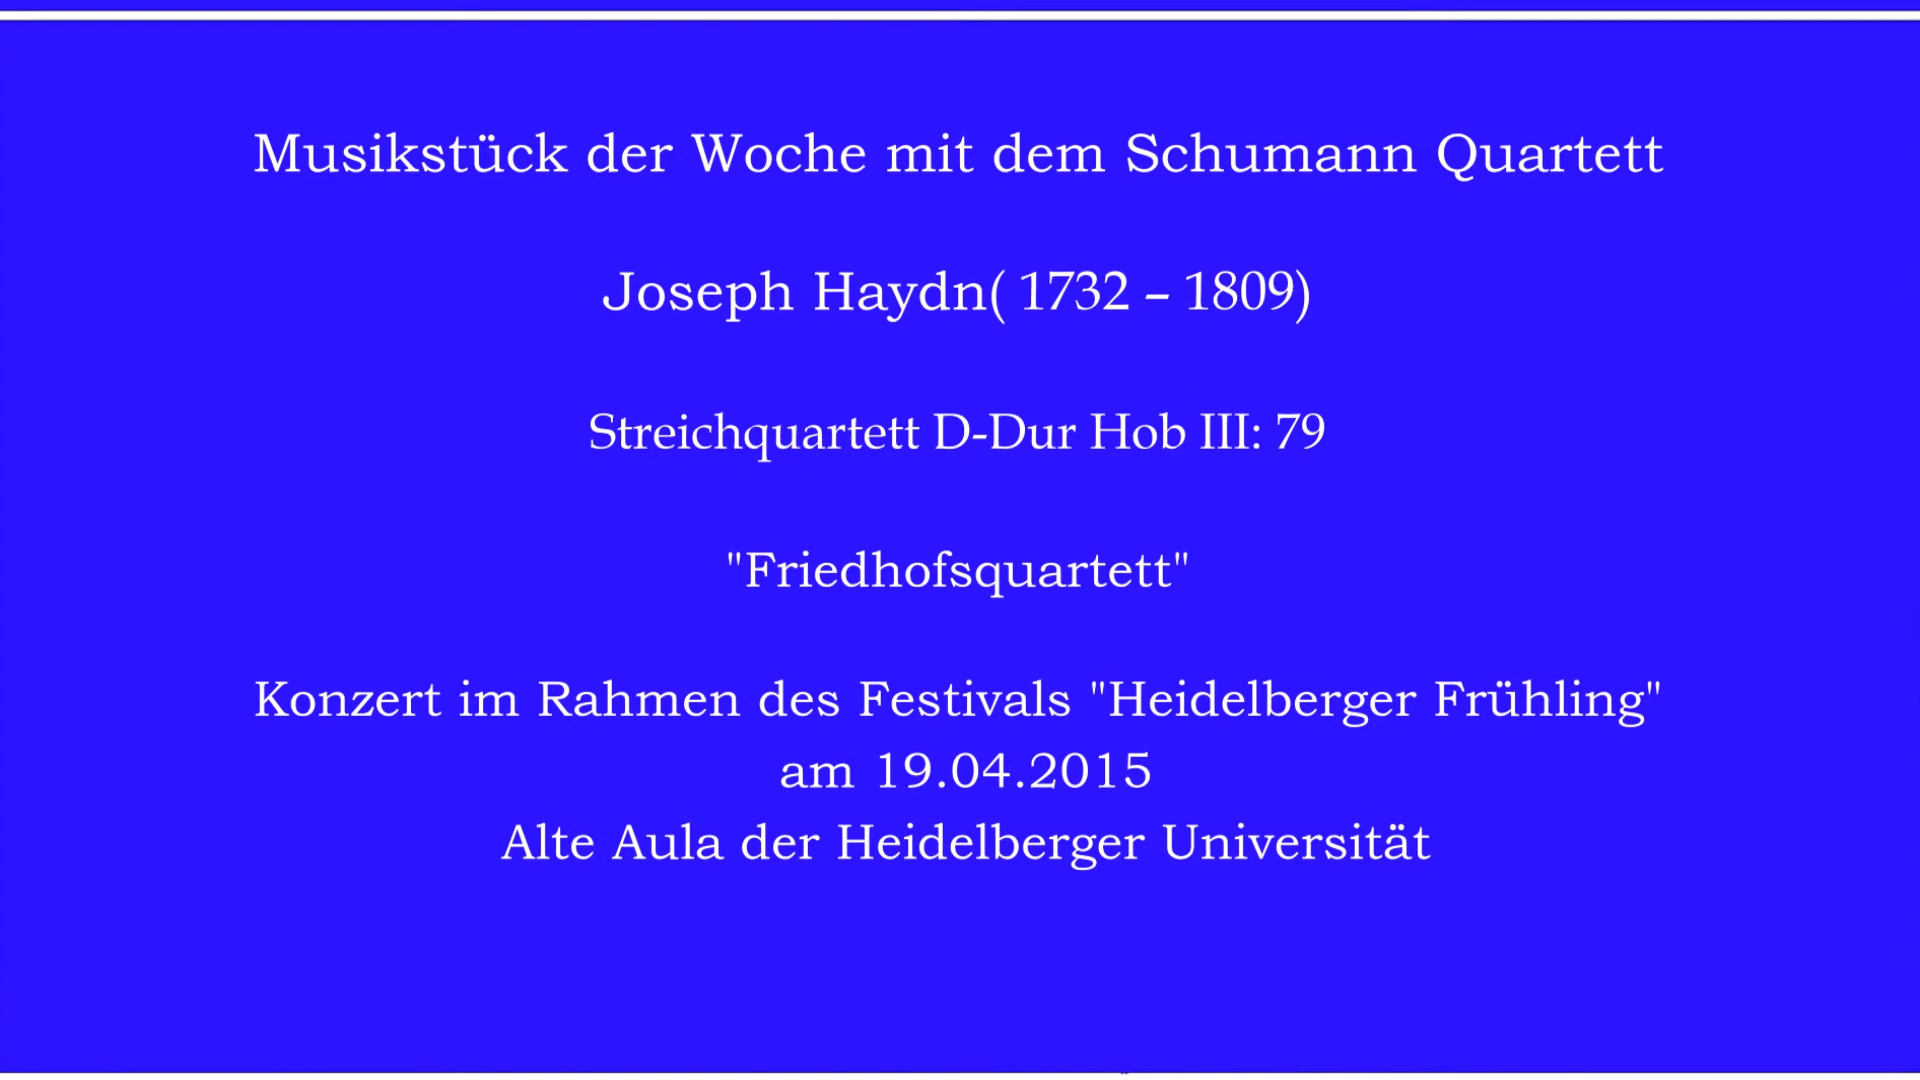 Musikstück der Woche mit dem Schumann Quartett
Joseph Haydn( 1732 – 1809)
Streichquartett D-Dur Hob III: 79
"Friedhofsquartett"
Konzert im Rahmen des Festivals "Heidelberger Frühling"
am 19.04.2015
Alte Aula der Heidelberger Universität